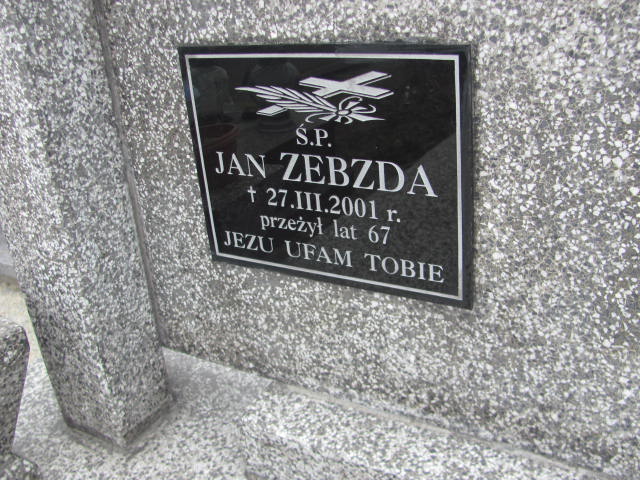 Ś.P.
JAN ZEBZDA
† 27.III.2001 r.
przeżył lat 67
JEZU UFAM TOBIE